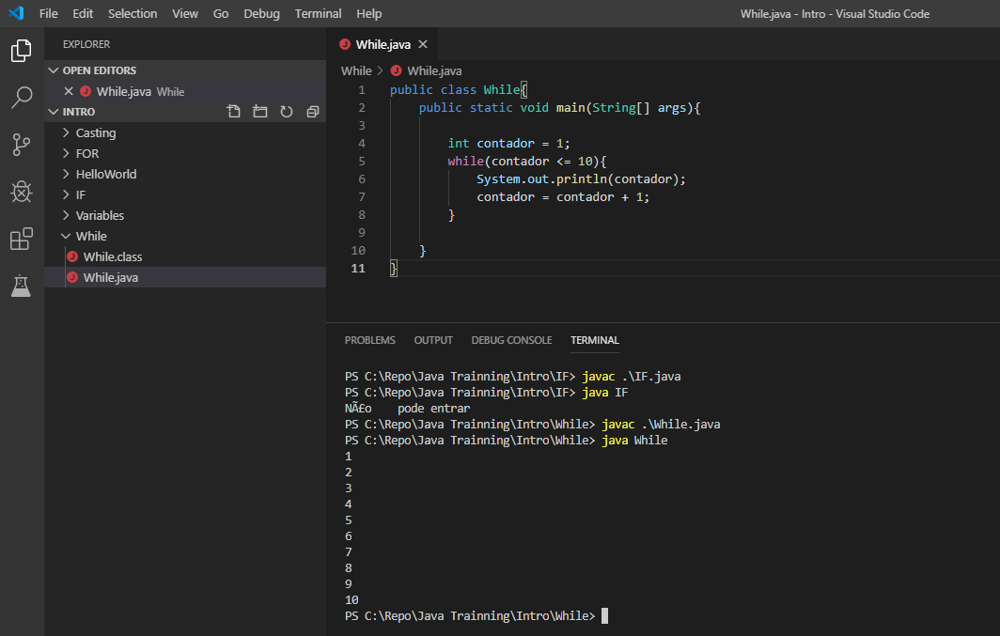 File Edit Selection View Go Debug Terminal Help While.java - Intro - Visual Studio Code
EXPLORER
OPEN EDITORS
While.java While
INTRO
Casting
FOR
HelloWorld
IF
Variables
While
While.class
While.java
While.java
While > While.java
1 public class While{
2 public static void main(String[] args){
3
4 int contador = 1;
5 while(contador <= 10){
6 System.out.println(contador);
7 contador = contador + 1;
8 }
9
10 }
11 }
PROBLEMS OUTPUT DEBUG CONSOLE TERMINAL
PS C:\Repo\Java Trainning\Intro\IF> javac .\IF.java
PS C:\Repo\Java Trainning\Intro\IF> java IF
NÃ£o pode entrar
PS C:\Repo\Java Trainning\Intro\While> javac .\While.java
PS C:\Repo\Java Trainning\Intro\While> java While
1
2
3
4
5
6
7
8
9
10
PS C:\Repo\Java Trainning\Intro\While>